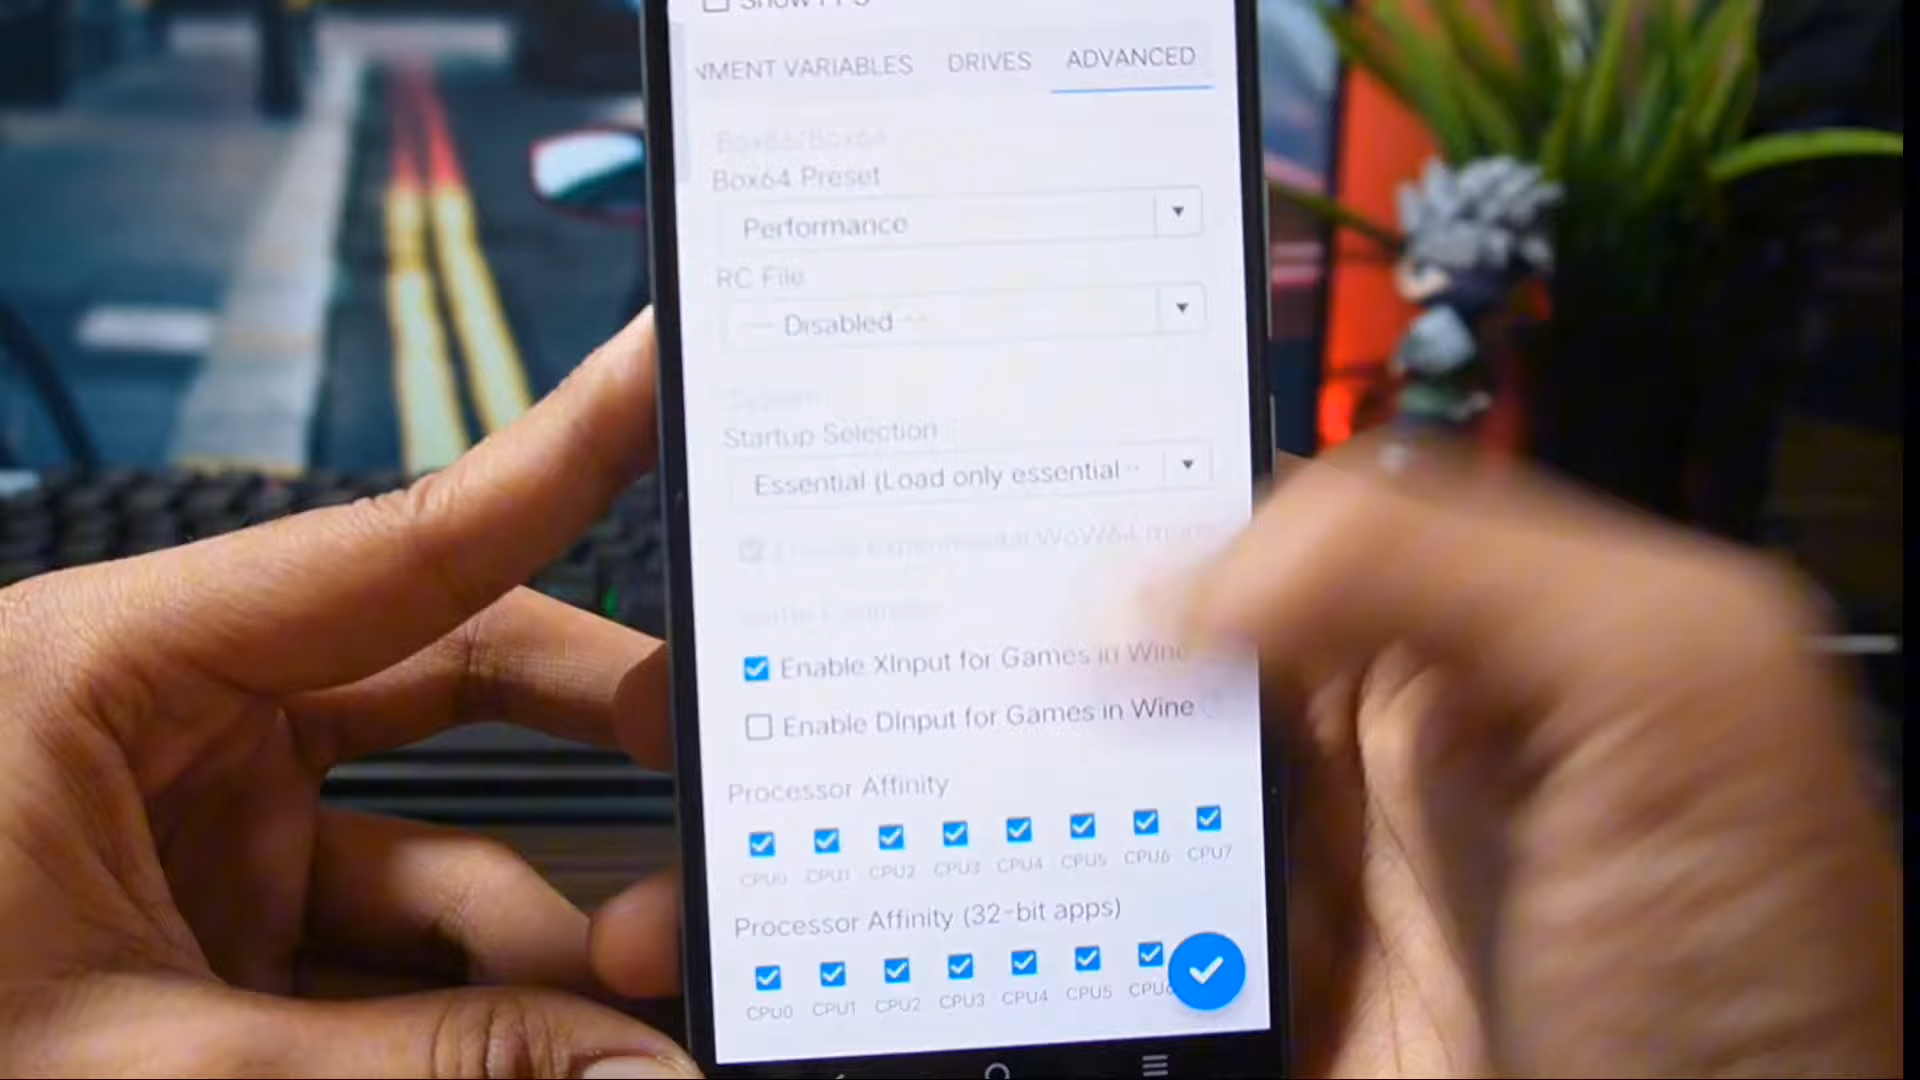 Show FPS
NMENT VARIABLES DRIVES ADVANCED
Box86/Box64
Box64 Preset
Performance
RC File
-- Disabled --
System
Startup Selection
Essential (Load only essential
experimental WoW64
Game Controller
Enable XInput for Games in Wine
Enable DInput for Games in Wine
Processor Affinity
CPU0 CPU1 CPU2 CPU3 CPU4 CPU5 CPU6 CPU7
Processor Affinity (32-bit apps)
CPU0 CPU1 CPU2 CPU3 CPU4 CPU5 CPU6